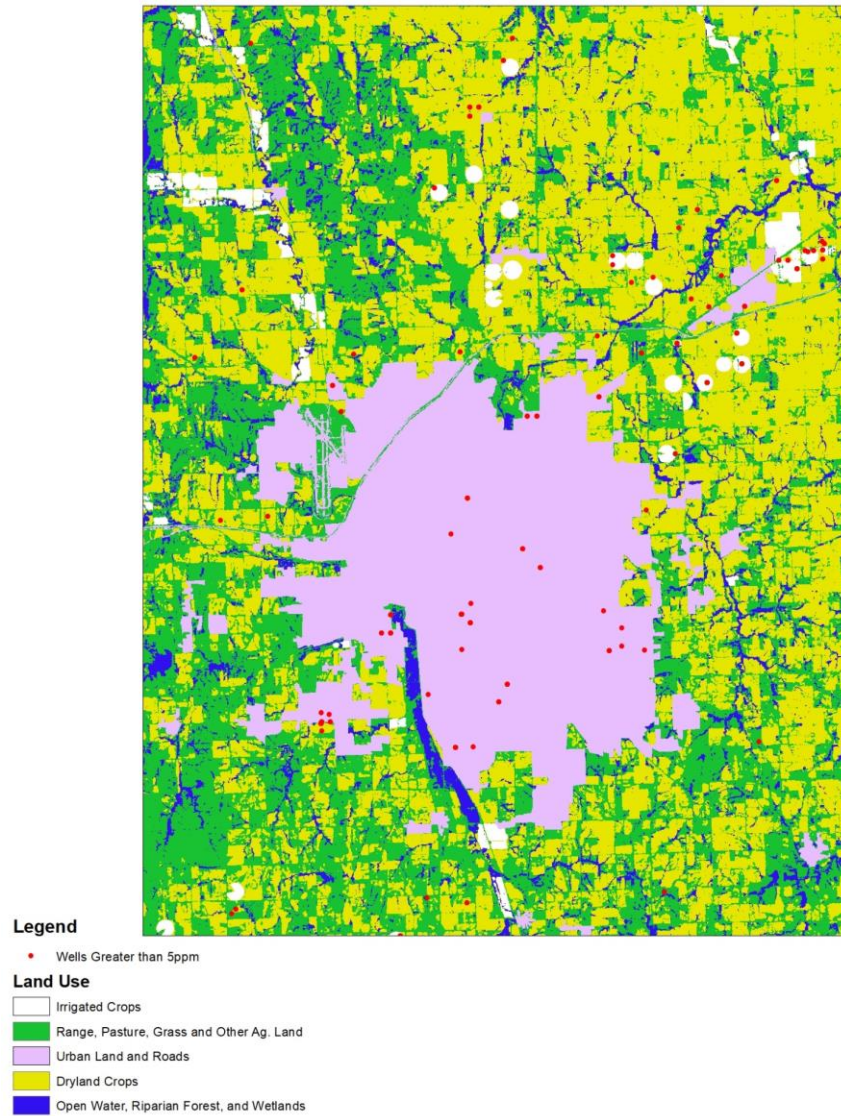 Legend
Wells Greater than 5ppm
Land Use
Irrigated Crops
Range, Pasture, Grass and Other Ag. Land
Urban Land and Roads
Dryland Crops
Open Water, Riparian Forest, and Wetlands